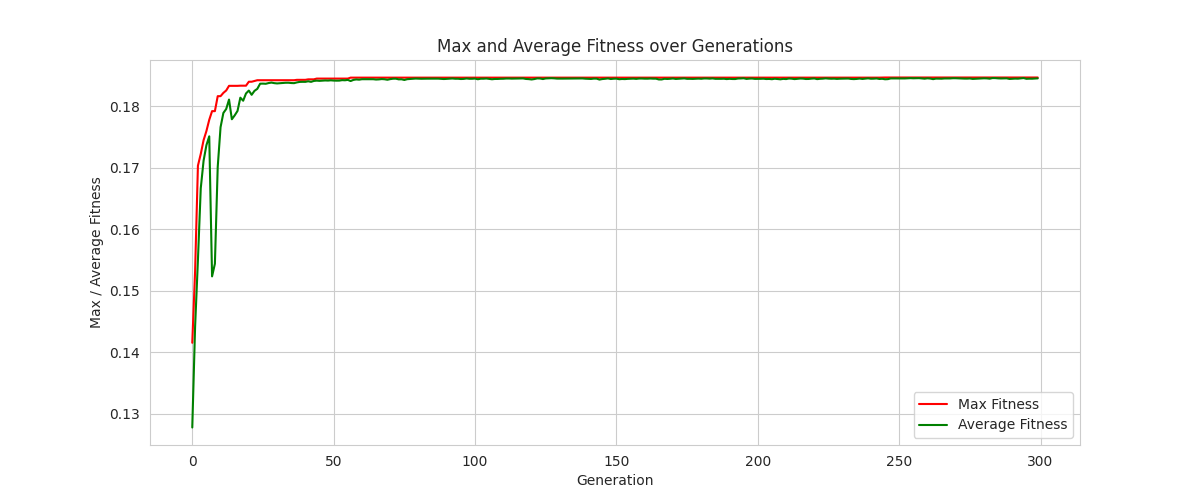 Max and Average Fitness over Generations
Max / Average Fitness
0.18
0.17
0.16
0.15
0.14
0.13
0 50 100 150 200 250 300
Generation
Max Fitness
Average Fitness